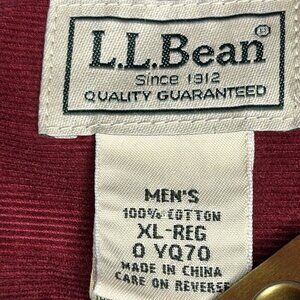 L.L.Bean®
Since 1912
QUALITY GUARANTEED
MEN'S
100% COTTON
XL-REG
0 YQ70
MADE IN CHINA
CARE ON REVERSE